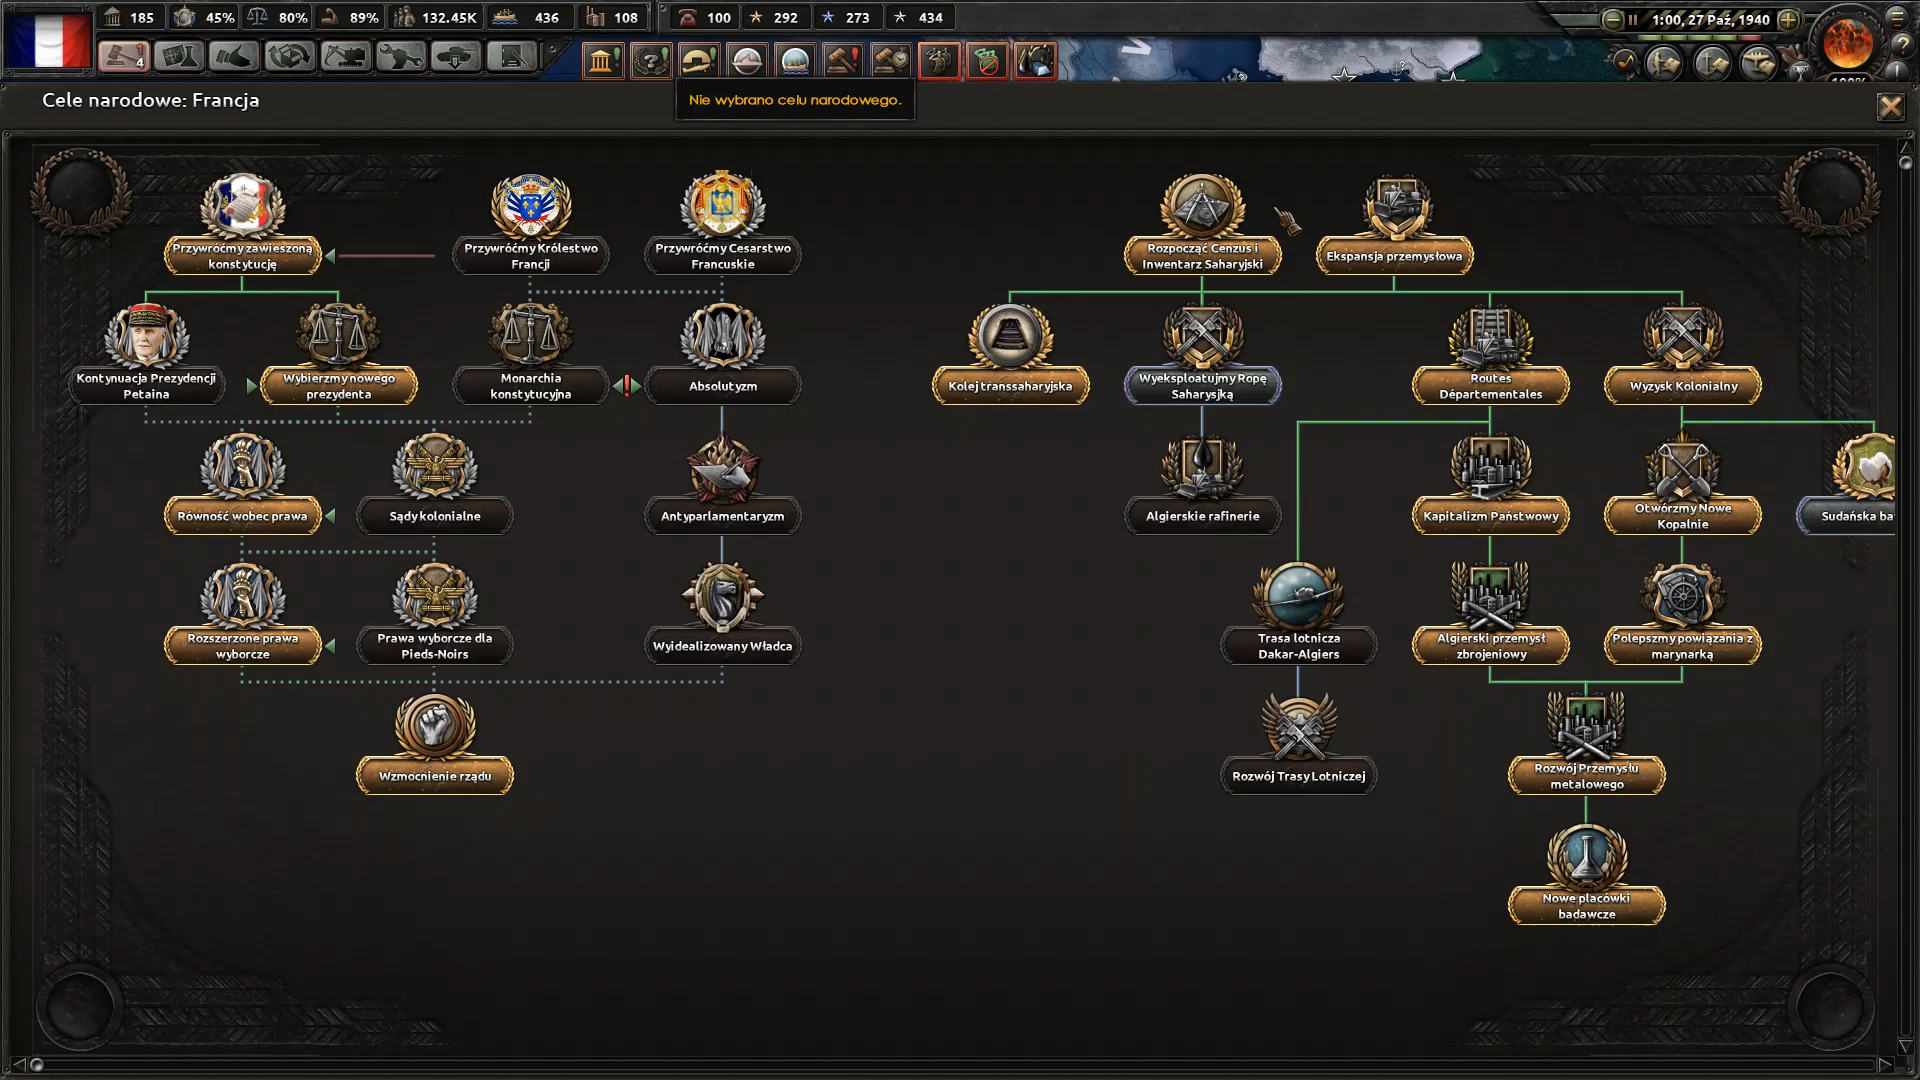 185 45% 80% 89% 132.45K 436 108 100 292 273 434
1:00, 27 Paź, 1940
4
Nie wybrano celu narodowego.
Cele narodowe: Francja
Przywróćmy zawieszoną
konstytucję
Przywróćmy Królestwo
Francji
Przywróćmy Cesarstwo
Francuskie
Rozpocząć Cenzus i
Inwentarz Saharyjski
Ekspansja przemysłowa
Kontynuacja Prezydencji
Petaina
Wybierzmy nowego
prezydenta
Monarchia
konstytucyjna
Absolutyzm
Kolej transsaharyjska
Wyeksploatujmy Ropę
Saharysjką
Routes
Départementales
Wyzysk Kolonialny
Równość wobec prawa
Sądy kolonialne
Antyparlamentaryzm
Algierskie rafinerie
Kapitalizm Państwowy
Otwórzmy Nowe
Kopalnie
Sudańska ba
Rozszerzone prawa
wyborcze
Prawa wyborcze dla
Pieds-Noirs
Wyidealizowany Władca
Trasa lotnicza
Dakar-Algiers
Algierski przemysł
zbrojeniowy
Polepszmy powiązania z
marynarką
Wzmocnienie rządu
Rozwój Trasy Lotniczej
Rozwój Przemysłu
metalowego
Nowe placówki
badawcze